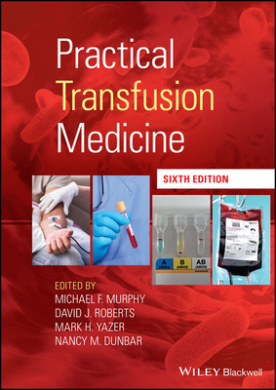 Practical
Transfusion
Medicine
SIXTH EDITION
A
B
AB
EDITED BY
MICHAEL F. MURPHY
DAVID J. ROBERTS
MARK H. YAZER
NANCY M. DUNBAR
WILEY Blackwell